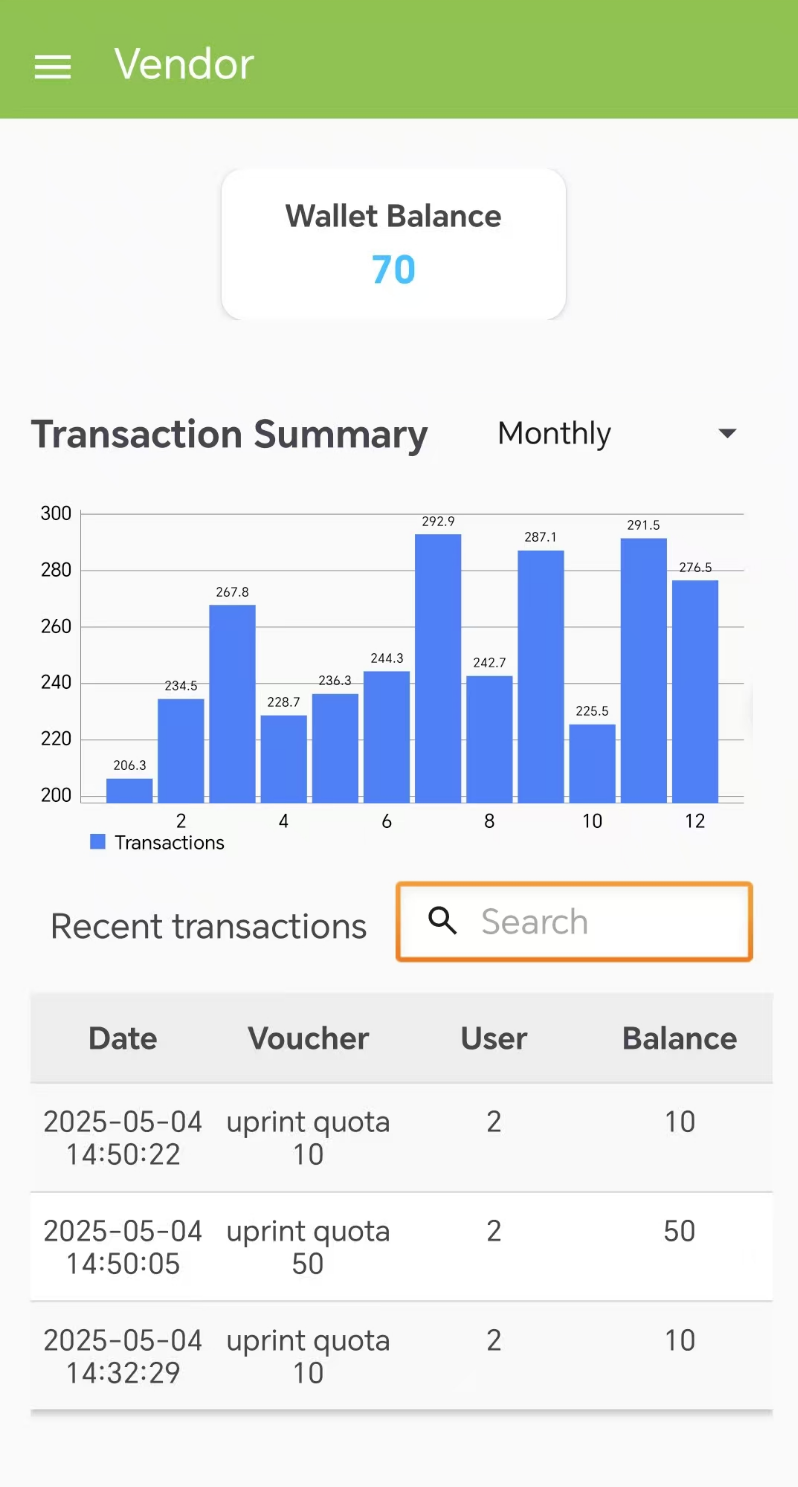 Vendor
Wallet Balance
70
Transaction Summary Monthly
300
280
260
240
220
200
206.3
234.5
267.8
228.7
236.3
244.3
292.9
242.7
287.1
225.5
291.5
276.5
2 4 6 8 10 12
Transactions
Recent transactions Search
Date Voucher User Balance
2025-05-04 uprint quota 2 10
14:50:22 10
2025-05-04 uprint quota 2 50
14:50:05 50
2025-05-04 uprint quota 2 10
14:32:29 10